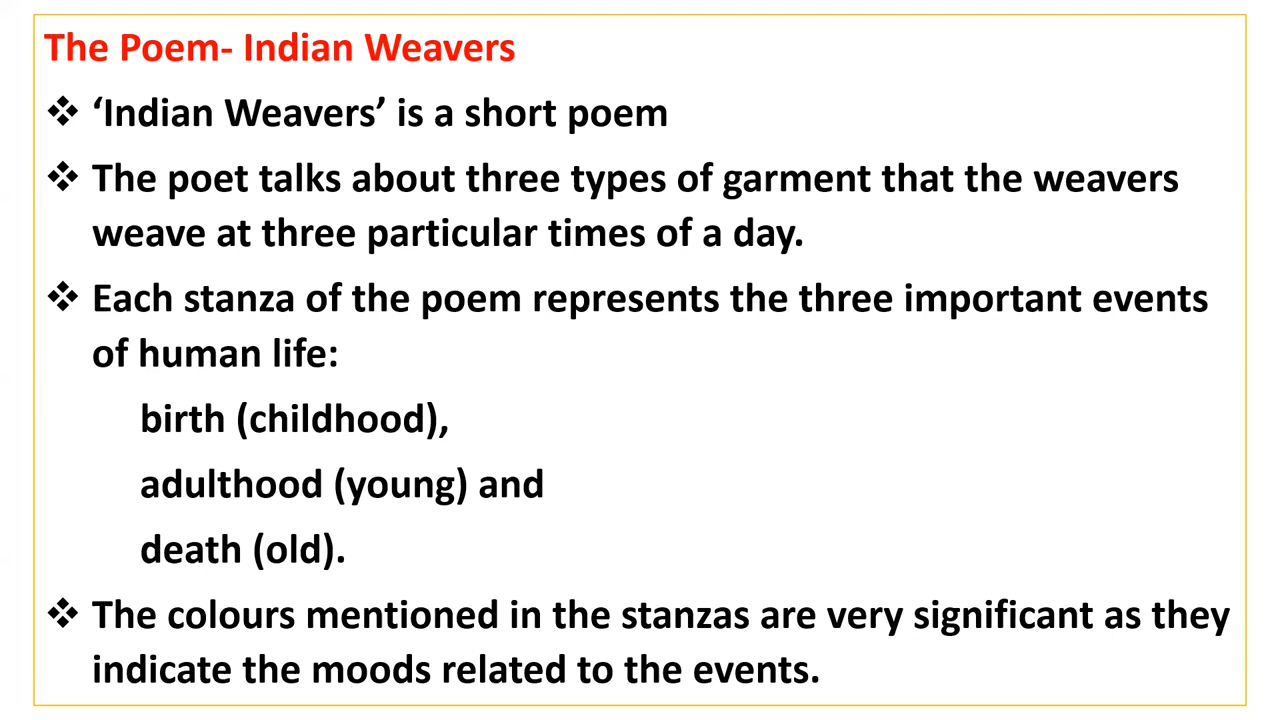 The Poem- Indian Weavers
❖ ‘Indian Weavers’ is a short poem
❖ The poet talks about three types of garment that the weavers
weave at three particular times of a day.
❖ Each stanza of the poem represents the three important events
of human life:
birth (childhood),
adulthood (young) and
death (old).
❖ The colours mentioned in the stanzas are very significant as they
indicate the moods related to the events.